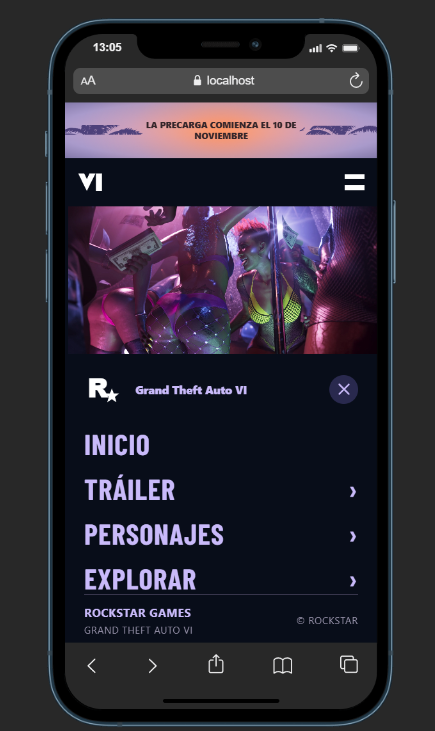 13:05
AA
localhost
LA PRECARGA COMIENZA EL 10 DE
NOVIEMBRE
VI
R
Grand Theft Auto VI
INICIO
TRÁILER
PERSONAJES
EXPLORAR
ROCKSTAR GAMES
GRAND THEFT AUTO VI
© ROCKSTAR